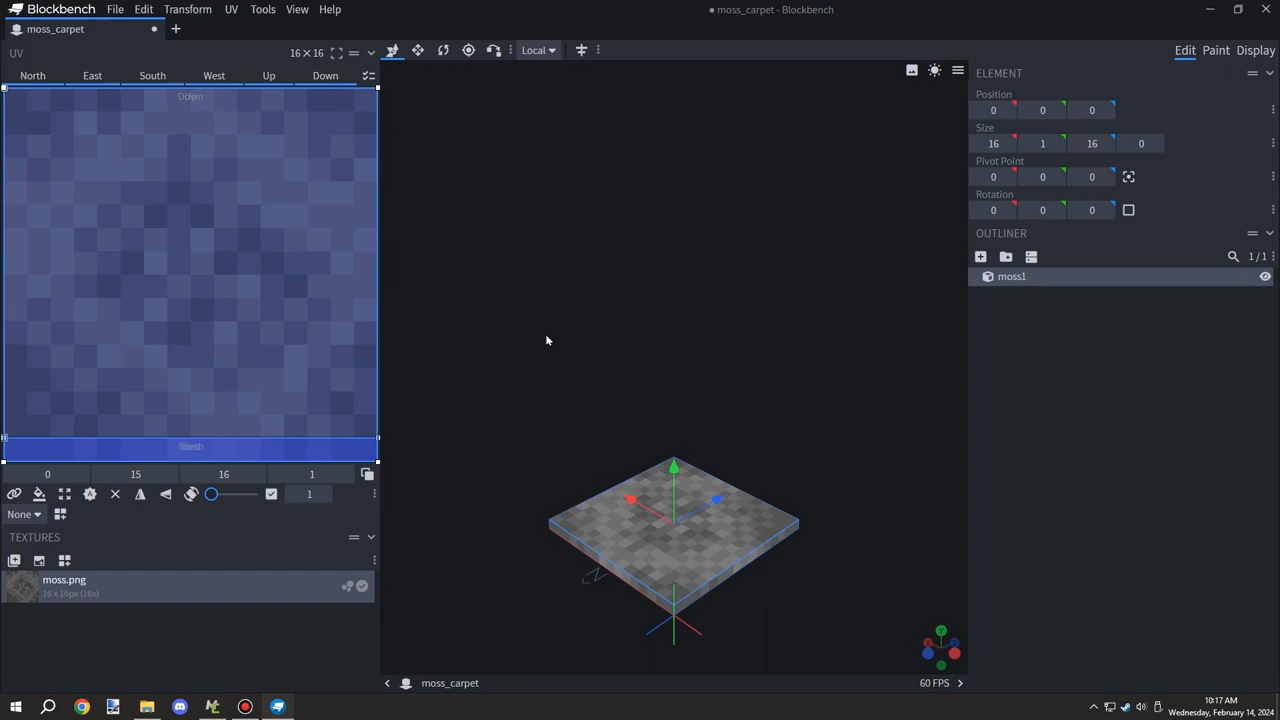 Blockbench File Edit Transform UV Tools View Help
moss_carpet - Blockbench
moss_carpet
UV 16×16
North East South West Up Down
0 15 16 1
1
None
TEXTURES
moss.png
16 x 16px (16x)
Local
moss_carpet 60 FPS
Edit Paint Display
ELEMENT
Position
0 0 0
Size
16 1 16 0
Pivot Point
0 0 0
Rotation
0 0 0
OUTLINER
1/1
moss1
10:17 AM
Wednesday, February 14, 2024